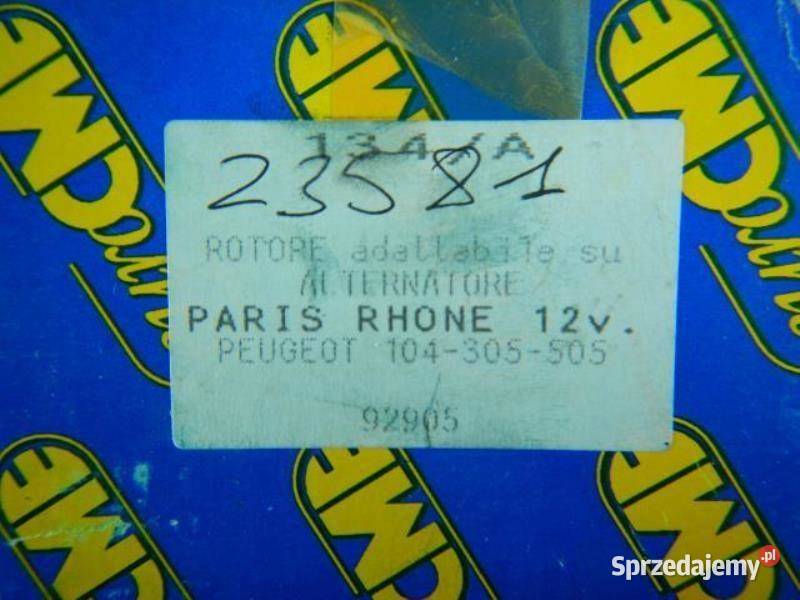 134/A
23581
ROTORE adattabile su
ALTERNATORE
PARIS RHONE 12v.
PEUGEOT 104-305-505
92905
Sprzedajemy.pl